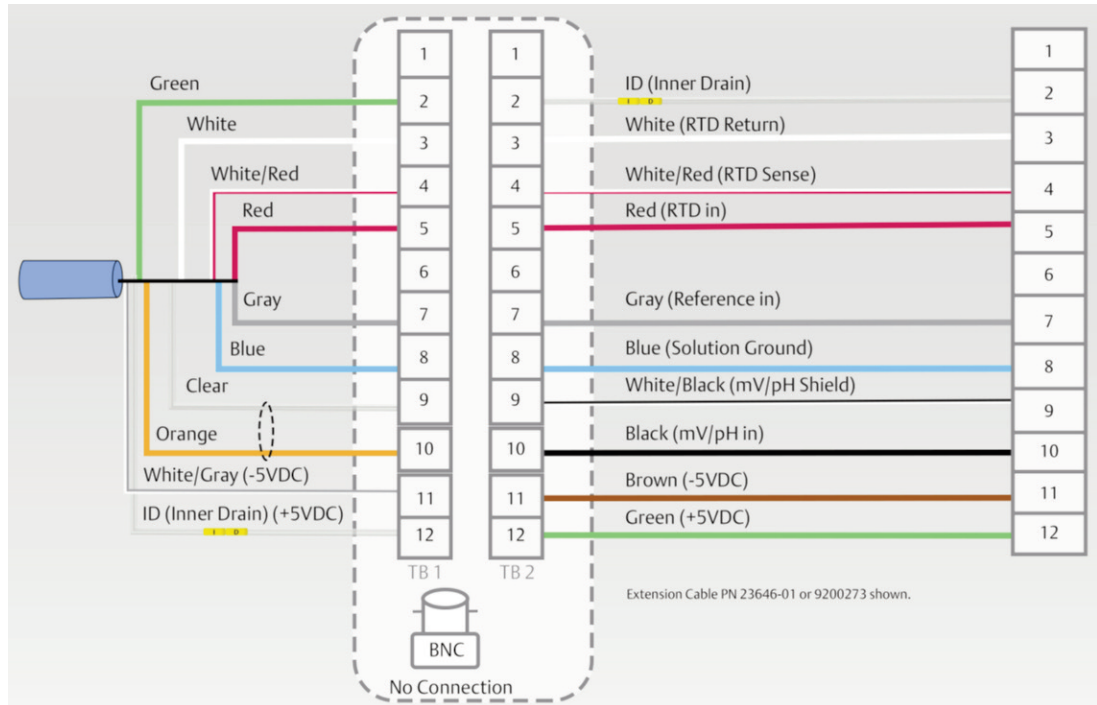 1 1 1
Green
2 2 ID (Inner Drain) 2
I D
White
3 3 White (RTD Return) 3
White/Red
4 4 White/Red (RTD Sense) 4
Red
5 5 Red (RTD in) 5
6 6 6
Gray
7 7 Gray (Reference in) 7
Blue
8 8 Blue (Solution Ground) 8
Clear
9 9 White/Black (mV/pH Shield) 9
Orange
10 10 Black (mV/pH in) 10
White/Gray (-5VDC)
11 11 Brown (-5VDC) 11
ID (Inner Drain) (+5VDC)
I D
12 12 Green (+5VDC) 12
TB 1 TB 2
Extension Cable PN 23646-01 or 9200273 shown.
BNC
No Connection